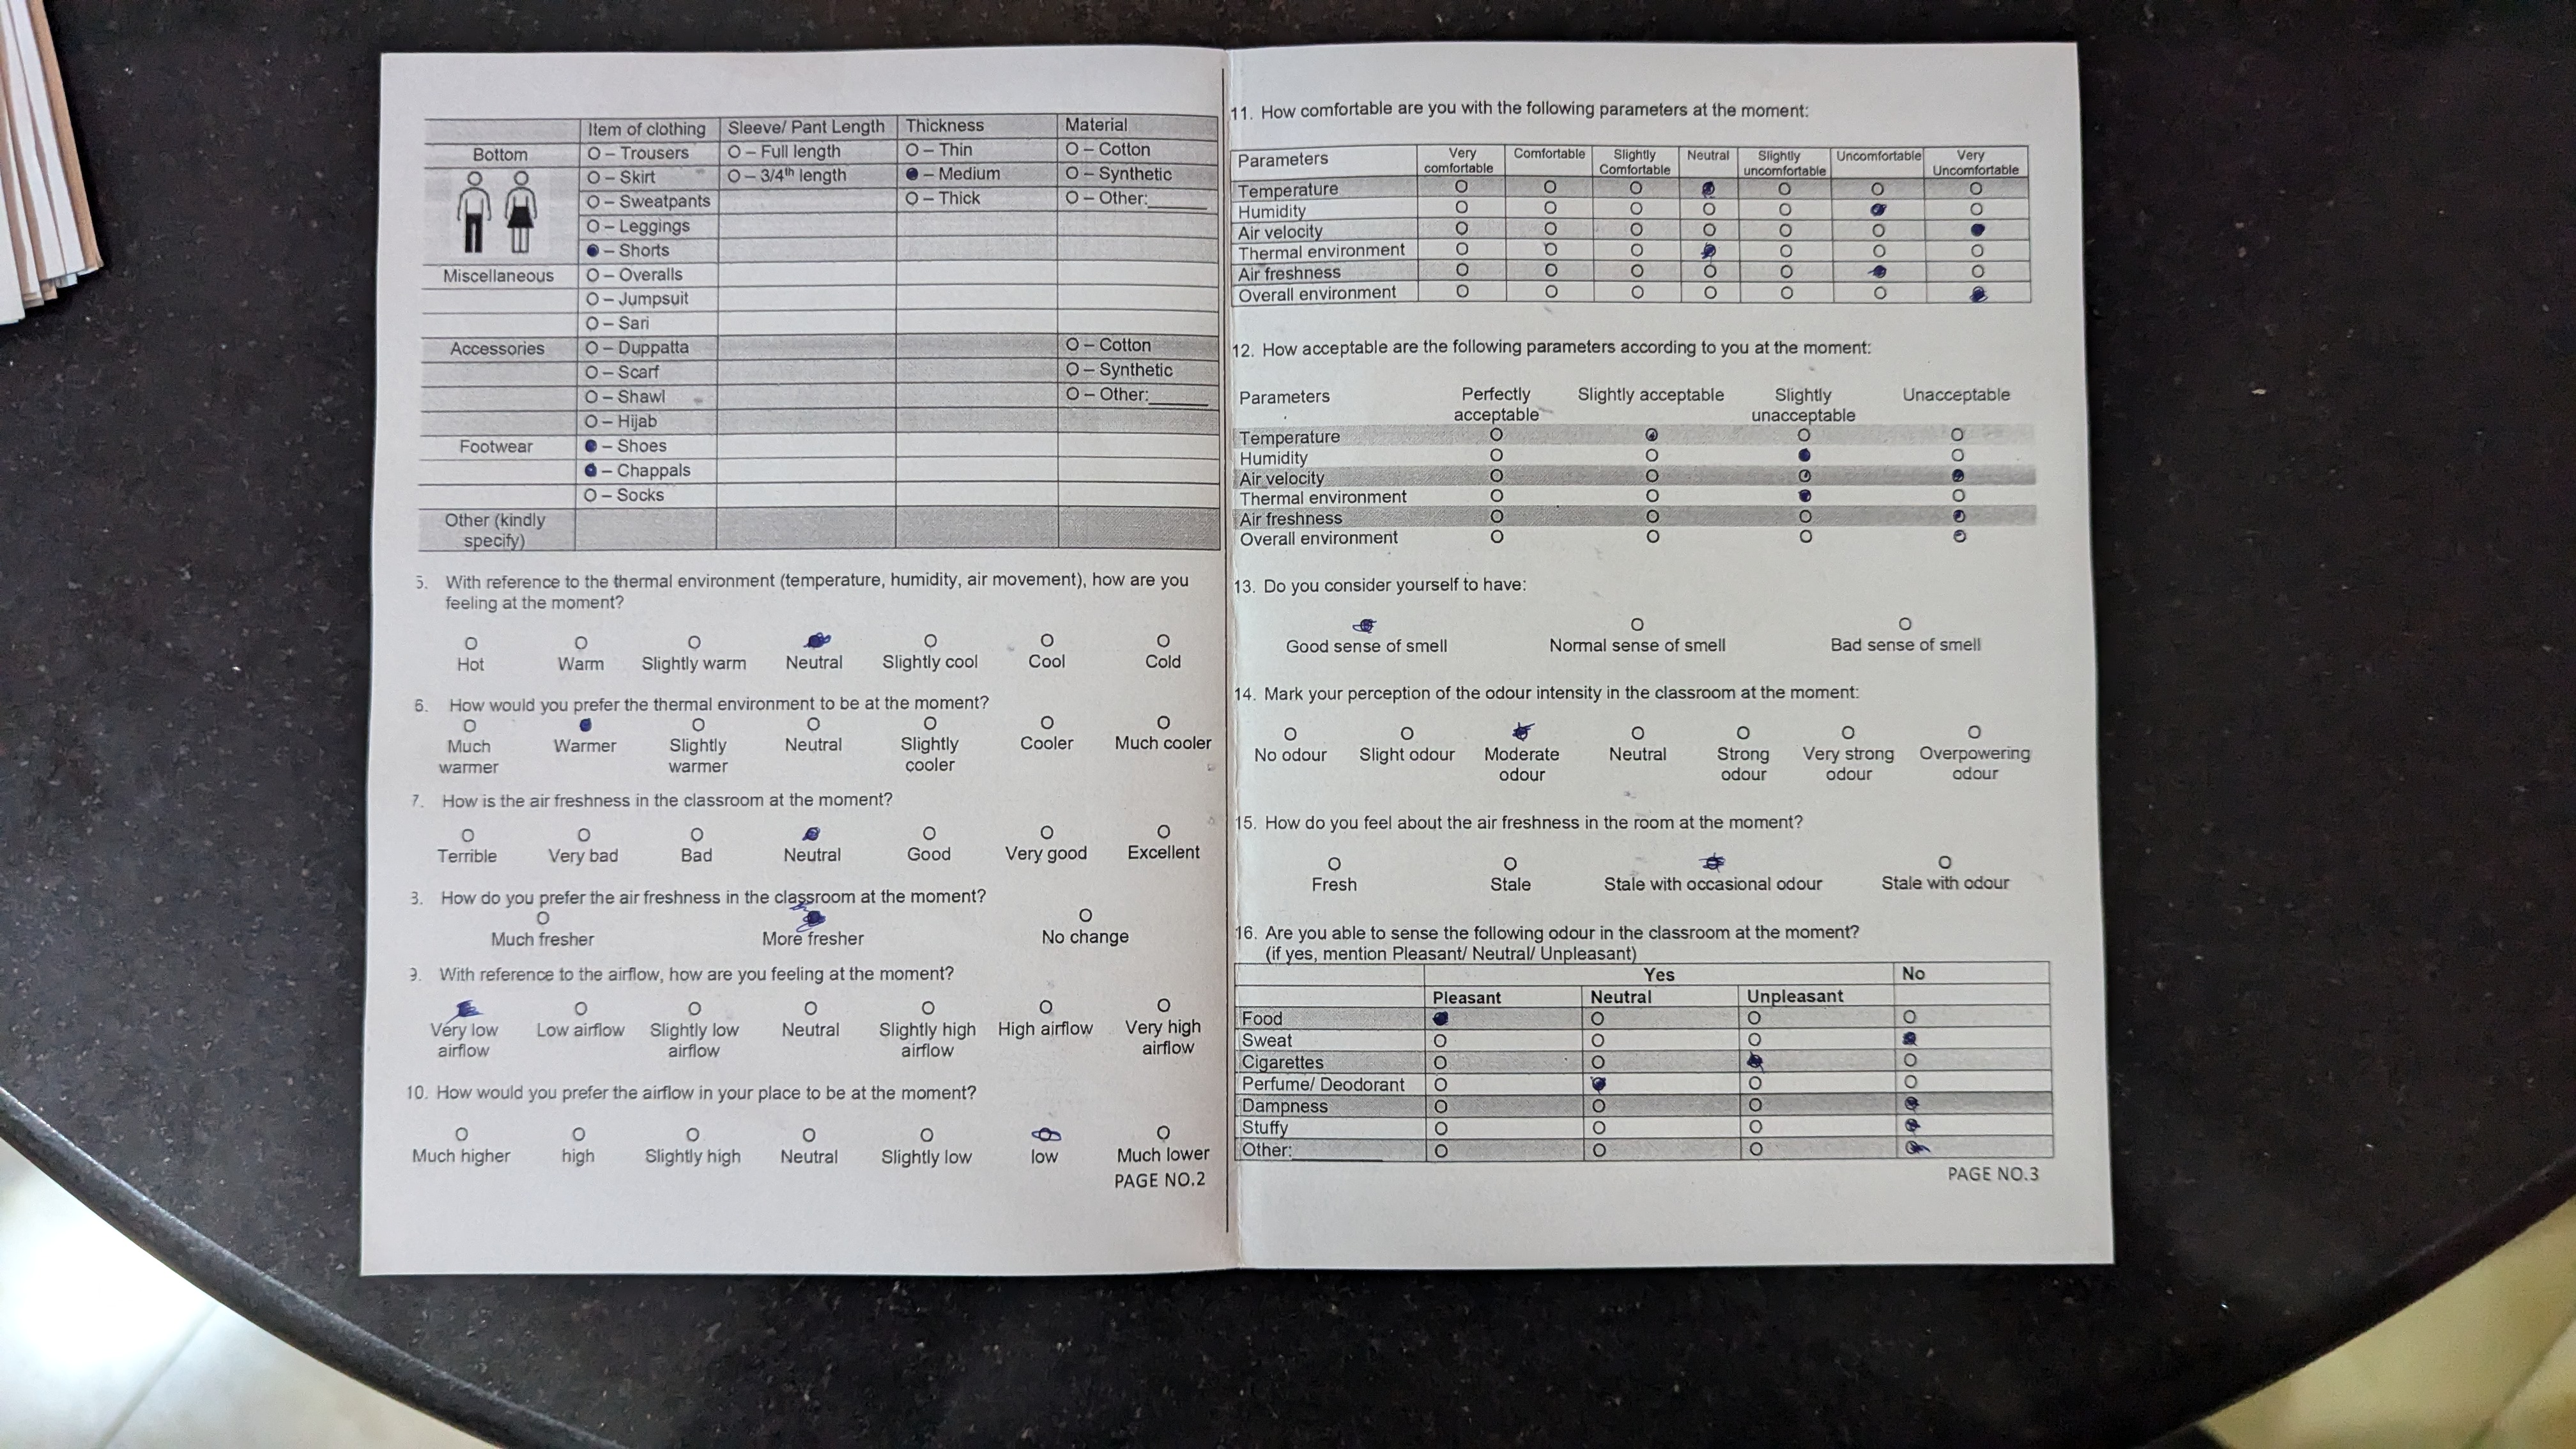 Item of clothing Sleeve/ Pant Length Thickness Material
Bottom O – Trousers O – Full length O – Thin O – Cotton
O – Skirt O – 3/4th length ● – Medium O – Synthetic
O – Sweatpants O – Thick O – Other:______
O – Leggings
● – Shorts
Miscellaneous O – Overalls
O – Jumpsuit
O – Sari
Accessories O – Duppatta O – Cotton
O – Scarf O – Synthetic
O – Shawl O – Other:______
O – Hijab
Footwear ● – Shoes
● – Chappals
O – Socks
Other (kindly
specify)
5. With reference to the thermal environment (temperature, humidity, air movement), how are you
feeling at the moment?
Hot Warm Slightly warm Neutral Slightly cool Cool Cold
6. How would you prefer the thermal environment to be at the moment?
Much Warmer Slightly Neutral Slightly Cooler Much cooler
warmer warmer cooler
7. How is the air freshness in the classroom at the moment?
Terrible Very bad Bad Neutral Good Very good Excellent
3. How do you prefer the air freshness in the classroom at the moment?
Much fresher More fresher No change
9. With reference to the airflow, how are you feeling at the moment?
Very low Low airflow Slightly low Neutral Slightly high High airflow Very high
airflow airflow airflow airflow
10. How would you prefer the airflow in your place to be at the moment?
Much higher high Slightly high Neutral Slightly low low Much lower
PAGE NO.2
11. How comfortable are you with the following parameters at the moment:
Parameters Very Comfortable Slightly Neutral Slightly Uncomfortable Very
comfortable Comfortable uncomfortable Uncomfortable
Temperature
Humidity
Air velocity
Thermal environment
Air freshness
Overall environment
12. How acceptable are the following parameters according to you at the moment:
Parameters Perfectly Slightly acceptable Slightly Unacceptable
acceptable unacceptable
Temperature
Humidity
Air velocity
Thermal environment
Air freshness
Overall environment
13. Do you consider yourself to have:
Good sense of smell Normal sense of smell Bad sense of smell
14. Mark your perception of the odour intensity in the classroom at the moment:
No odour Slight odour Moderate Neutral Strong Very strong Overpowering
odour odour odour odour
15. How do you feel about the air freshness in the room at the moment?
Fresh Stale Stale with occasional odour Stale with odour
16. Are you able to sense the following odour in the classroom at the moment?
(if yes, mention Pleasant/ Neutral/ Unpleasant)
Yes No
Pleasant Neutral Unpleasant
Food
Sweat
Cigarettes
Perfume/ Deodorant
Dampness
Stuffy
Other:__________
PAGE NO.3